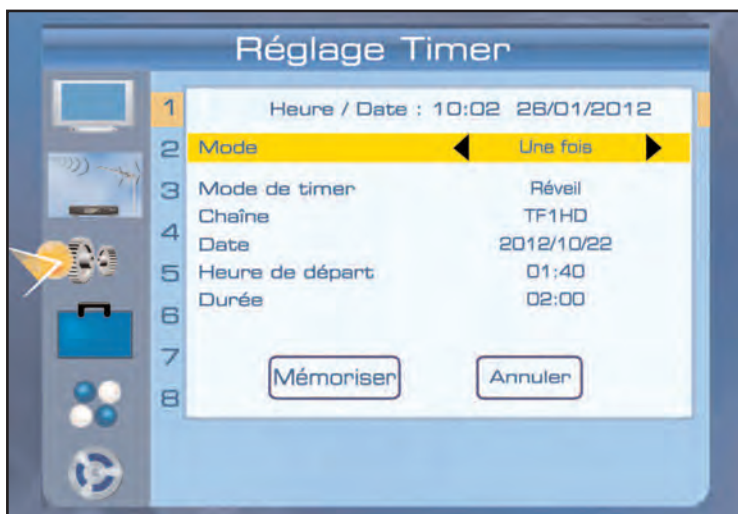 Réglage Timer
1 Heure / Date : 10:02 26/01/2012
2 Mode Une fois
3 Mode de timer Réveil
Chaîne TF1HD
4
Date 2012/10/22
5 Heure de départ 01:40
Durée 02:00
6
7
Mémoriser Annuler
8